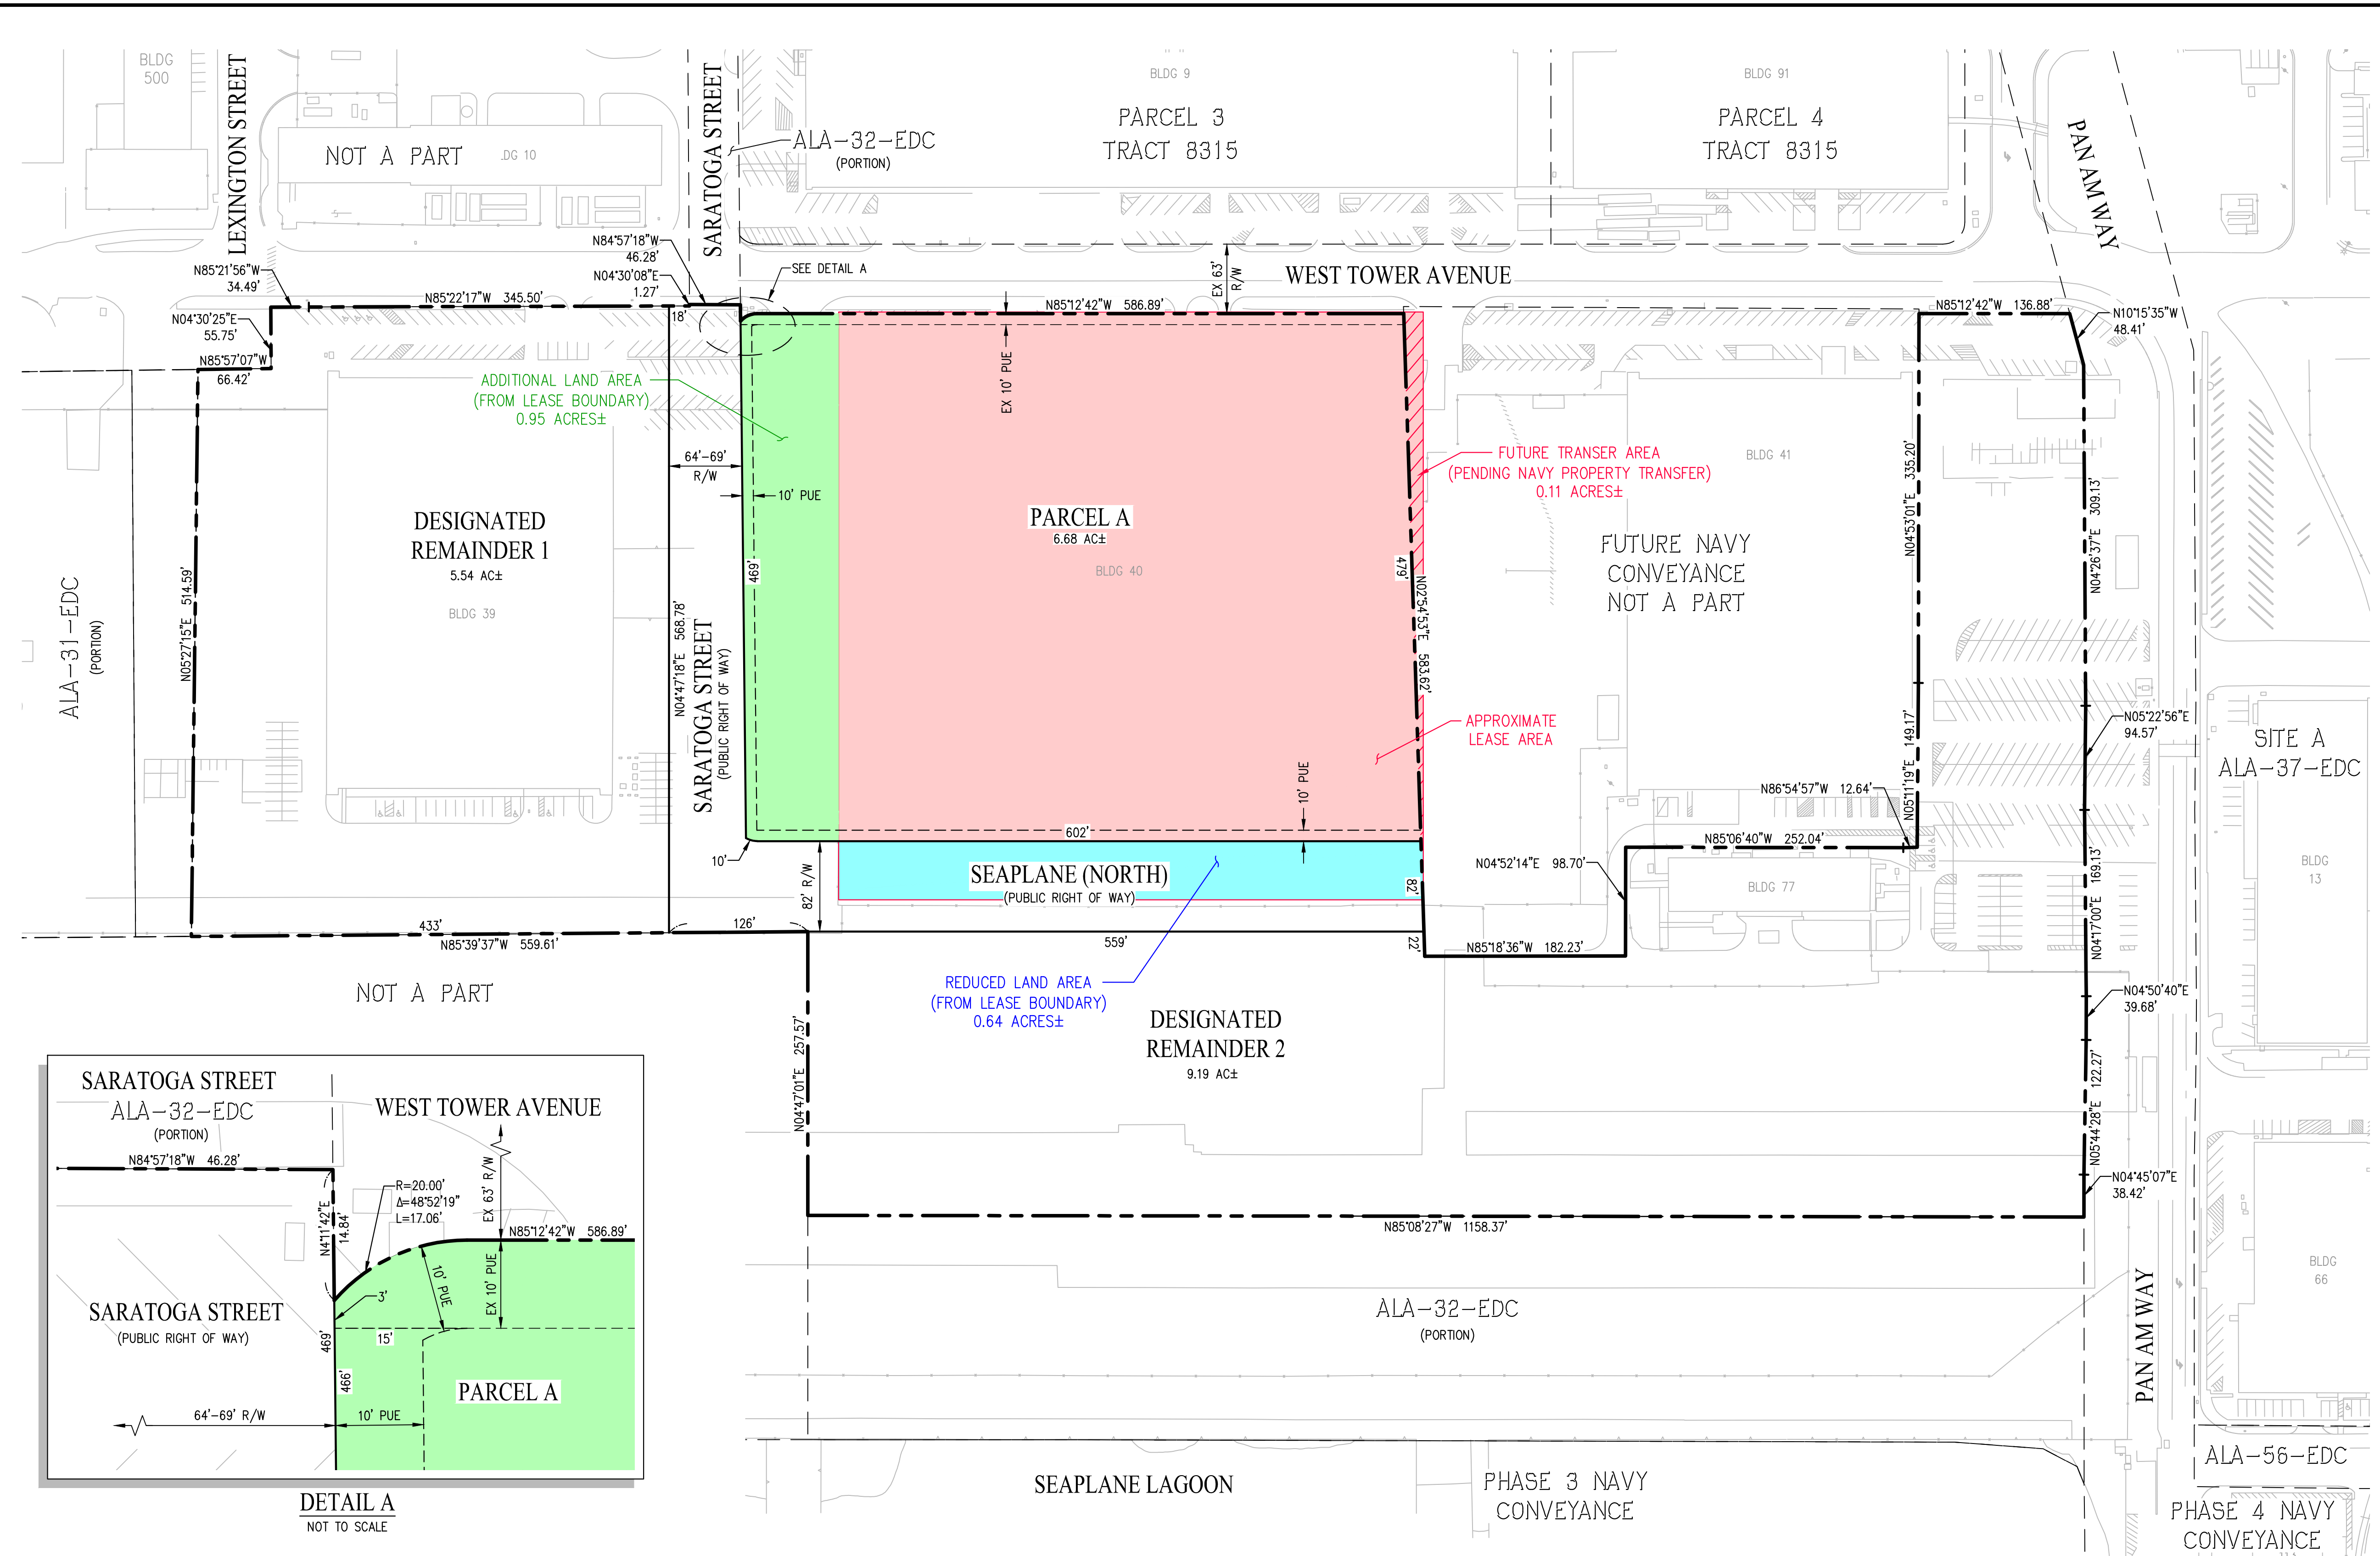 BLDG
500
LEXINGTON STREET
NOT A PART
.DG 10
SARATOGA STREET
ALA-32-EDC
(PORTION)
BLDG 9
PARCEL 3
TRACT 8315
BLDG 91
PARCEL 4
TRACT 8315
PAN AM WAY
N85°21'56"W
34.49'
N04°30'25"E
55.75'
N85°57'07"W
66.42'
N85°22'17"W 345.50'
N84°57'18"W
46.28'
N04°30'08"E
1.27'
18'
SEE DETAIL A
EX 63'
R/W
WEST TOWER AVENUE
N85°12'42"W 586.89'
EX 10' PUE
N85°12'42"W 136.88'
N10°15'35"W
48.41'
ADDITIONAL LAND AREA
(FROM LEASE BOUNDARY)
0.95 ACRES±
64'-69'
R/W
10' PUE
FUTURE TRANSER AREA
(PENDING NAVY PROPERTY TRANSFER)
0.11 ACRES±
BLDG 41
N04°53'01"E 335.20'
N04°26'37"E 309.13'
DESIGNATED
REMAINDER 1
5.54 AC±
BLDG 39
PARCEL A
6.68 AC±
BLDG 40
469'
479'
N02°54'53"E 583.62'
FUTURE NAVY
CONVEYANCE
NOT A PART
ALA-31-EDC
(PORTION)
N05°27'15"E 514.59'
N04°47'18"E 568.78'
SARATOGA STREET
(PUBLIC RIGHT OF WAY)
APPROXIMATE
LEASE AREA
N05°11'19"E 149.17'
N05°22'56"E
94.57'
SITE A
ALA-37-EDC
10' PUE
N86°54'57"W 12.64'
602'
N85°06'40"W 252.04'
10'
82' R/W
SEAPLANE (NORTH)
(PUBLIC RIGHT OF WAY)
82'
N04°52'14"E 98.70'
BLDG 77
N04°17'00"E 169.13'
BLDG
13
433'
N85°39'37"W 559.61'
126'
559'
22'
N85°18'36"W 182.23'
NOT A PART
REDUCED LAND AREA
(FROM LEASE BOUNDARY)
0.64 ACRES±
DESIGNATED
REMAINDER 2
9.19 AC±
N04°50'40"E
39.68'
N04°47'01"E 257.57'
N05°44'28"E 122.27'
N04°45'07"E
38.42'
N85°08'27"W 1158.37'
SARATOGA STREET
ALA-32-EDC
(PORTION)
N84°57'18"W 46.28'
WEST TOWER AVENUE
N4°11'42"E
14.84'
R=20.00'
Δ=48°52'19"
L=17.06'
EX 63' R/W
N85°12'42"W 586.89'
10' PUE
EX 10' PUE
3'
15'
SARATOGA STREET
(PUBLIC RIGHT OF WAY)
469'
466'
PARCEL A
64'-69' R/W
10' PUE
DETAIL A
NOT TO SCALE
ALA-32-EDC
(PORTION)
BLDG
66
PAN AM WAY
SEAPLANE LAGOON
PHASE 3 NAVY
CONVEYANCE
ALA-56-EDC
PHASE 4 NAVY
CONVEYANCE